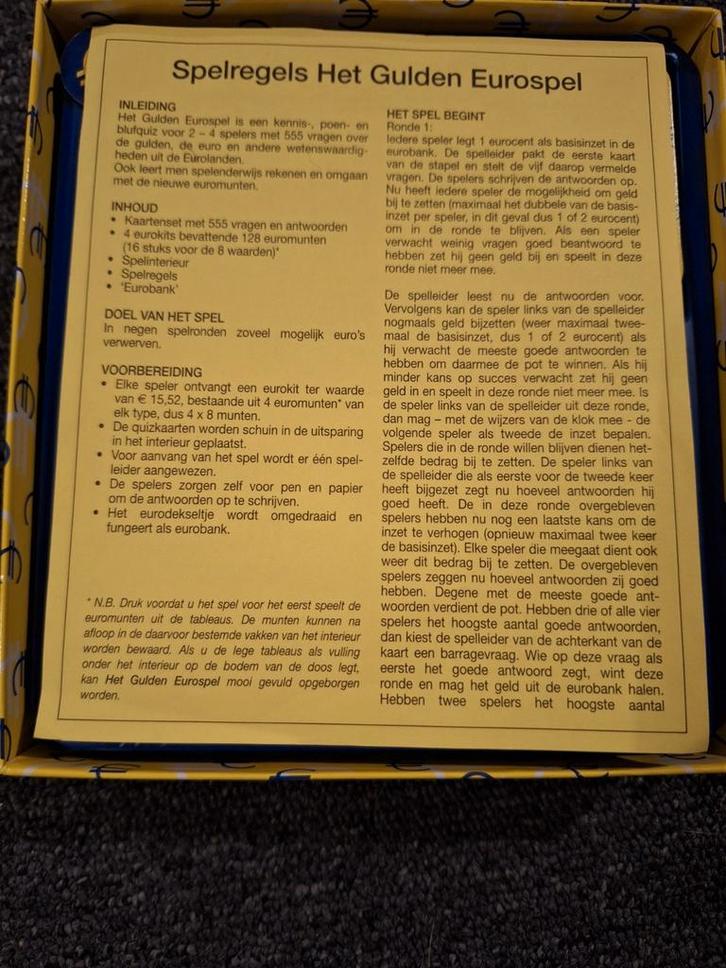 Spelregels Het Gulden Eurospel
INLEIDING
Het Gulden Eurospel is een kennis-, poen- en
blufquiz voor 2 – 4 spelers met 555 vragen over
de gulden, de euro en andere wetenswaardig-
heden uit de Eurolanden.
Ook leert men spelenderwijs rekenen en omgaan
met de nieuwe euromunten.
INHOUD
• Kaartenset met 555 vragen en antwoorden
• 4 eurokits bevattende 128 euromunten
(16 stuks voor de 8 waarden)*
• Spelinterieur
• Spelregels
• 'Eurobank'
DOEL VAN HET SPEL
In negen spelronden zoveel mogelijk euro's
verwerven.
VOORBEREIDING
• Elke speler ontvangt een eurokit ter waarde
van € 15,52, bestaande uit 4 euromunten* van
elk type, dus 4 x 8 munten.
• De quizkaarten worden schuin in de uitsparing
in het interieur geplaatst.
• Voor aanvang van het spel wordt er één spel-
leider aangewezen.
• De spelers zorgen zelf voor pen en papier
om de antwoorden op te schrijven.
• Het eurodekseltje wordt omgedraaid en
fungeert als eurobank.
* N.B. Druk voordat u het spel voor het eerst speelt de
euromunten uit de tableaus. De munten kunnen na
afloop in de daarvoor bestemde vakken van het interieur
worden bewaard. Als u de lege tableaus als vulling
onder het interieur op de bodem van de doos legt,
kan Het Gulden Eurospel mooi gevuld opgeborgen
worden.
HET SPEL BEGINT
Ronde 1:
Iedere speler legt 1 eurocent als basisinzet in de
eurobank. De spelleider pakt de eerste kaart
van de stapel en stelt de vijf daarop vermelde
vragen. De spelers schrijven de antwoorden op.
Nu heeft iedere speler de mogelijkheid om geld
bij te zetten (maximaal het dubbele van de basis-
inzet per speler, in dit geval dus 1 of 2 eurocent)
om in de ronde te blijven. Als een speler
verwacht weinig vragen goed beantwoord te
hebben zet hij geen geld bij en speelt in deze
ronde niet meer mee.
De spelleider leest nu de antwoorden voor.
Vervolgens kan de speler links van de spelleider
nogmaals geld bijzetten (weer maximaal twee-
maal de basisinzet, dus 1 of 2 eurocent) als
hij verwacht de meeste goede antwoorden te
hebben om daarmee de pot te winnen. Als hij
minder kans op succes verwacht zet hij geen
geld in en speelt in deze ronde niet meer mee. Is
de speler links van de spelleider uit deze ronde,
dan mag – met de wijzers van de klok mee - de
volgende speler als tweede de inzet bepalen.
Spelers die in de ronde willen blijven dienen het-
zelfde bedrag bij te zetten. De speler links van
de spelleider die als eerste voor de tweede keer
heeft bijgezet zegt nu hoeveel antwoorden hij
goed heeft. De in deze ronde overgebleven
spelers hebben nu nog een laatste kans om de
inzet te verhogen (opnieuw maximaal twee keer
de basisinzet). Elke speler die meegaat dient ook
weer dit bedrag bij te zetten. De overgebleven
spelers zeggen nu hoeveel antwoorden zij goed
hebben. Degene met de meeste goede ant-
woorden verdient de pot. Hebben drie of alle vier
spelers het hoogste aantal goede antwoorden,
dan kiest de spelleider van de achterkant van de
kaart een barragevraag. Wie op deze vraag als
eerste het goede antwoord zegt, wint deze
ronde en mag het geld uit de eurobank halen.
Hebben twee spelers het hoogste aantal